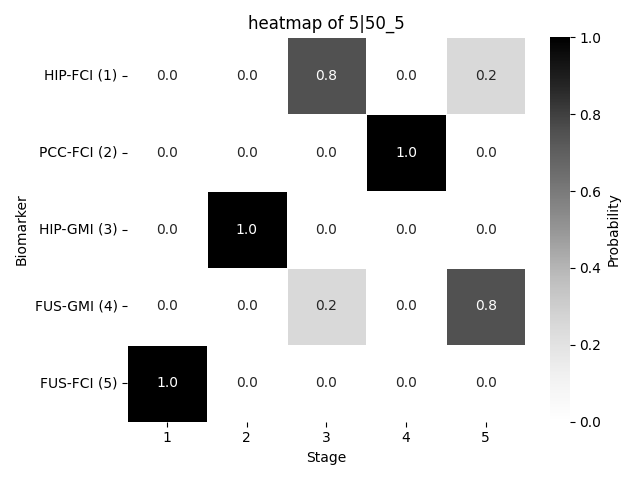 heatmap of 5|50_5
HIP-FCI (1)
0.0 0.0 0.8 0.0 0.2
PCC-FCI (2)
0.0 0.0 0.0 1.0 0.0
HIP-GMI (3)
0.0 1.0 0.0 0.0 0.0
FUS-GMI (4)
0.0 0.0 0.2 0.0 0.8
FUS-FCI (5)
1.0 0.0 0.0 0.0 0.0
1 2 3 4 5
Stage
Biomarker
1.0
0.8
0.6
0.4
0.2
0.0
Probability